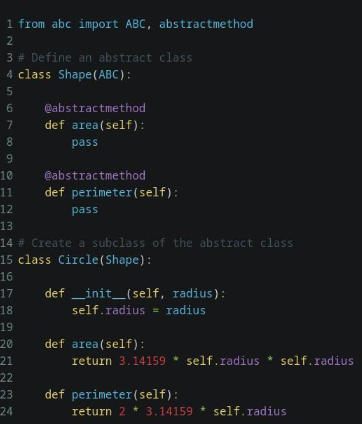 1 from abc import ABC, abstractmethod
2
3 # Define an abstract class
4 class Shape(ABC):
5
6     @abstractmethod
7     def area(self):
8         pass
9
10     @abstractmethod
11     def perimeter(self):
12         pass
13
14 # Create a subclass of the abstract class
15 class Circle(Shape):
16
17     def __init__(self, radius):
18         self.radius = radius
19
20     def area(self):
21         return 3.14159 * self.radius * self.radius
22
23     def perimeter(self):
24         return 2 * 3.14159 * self.radius